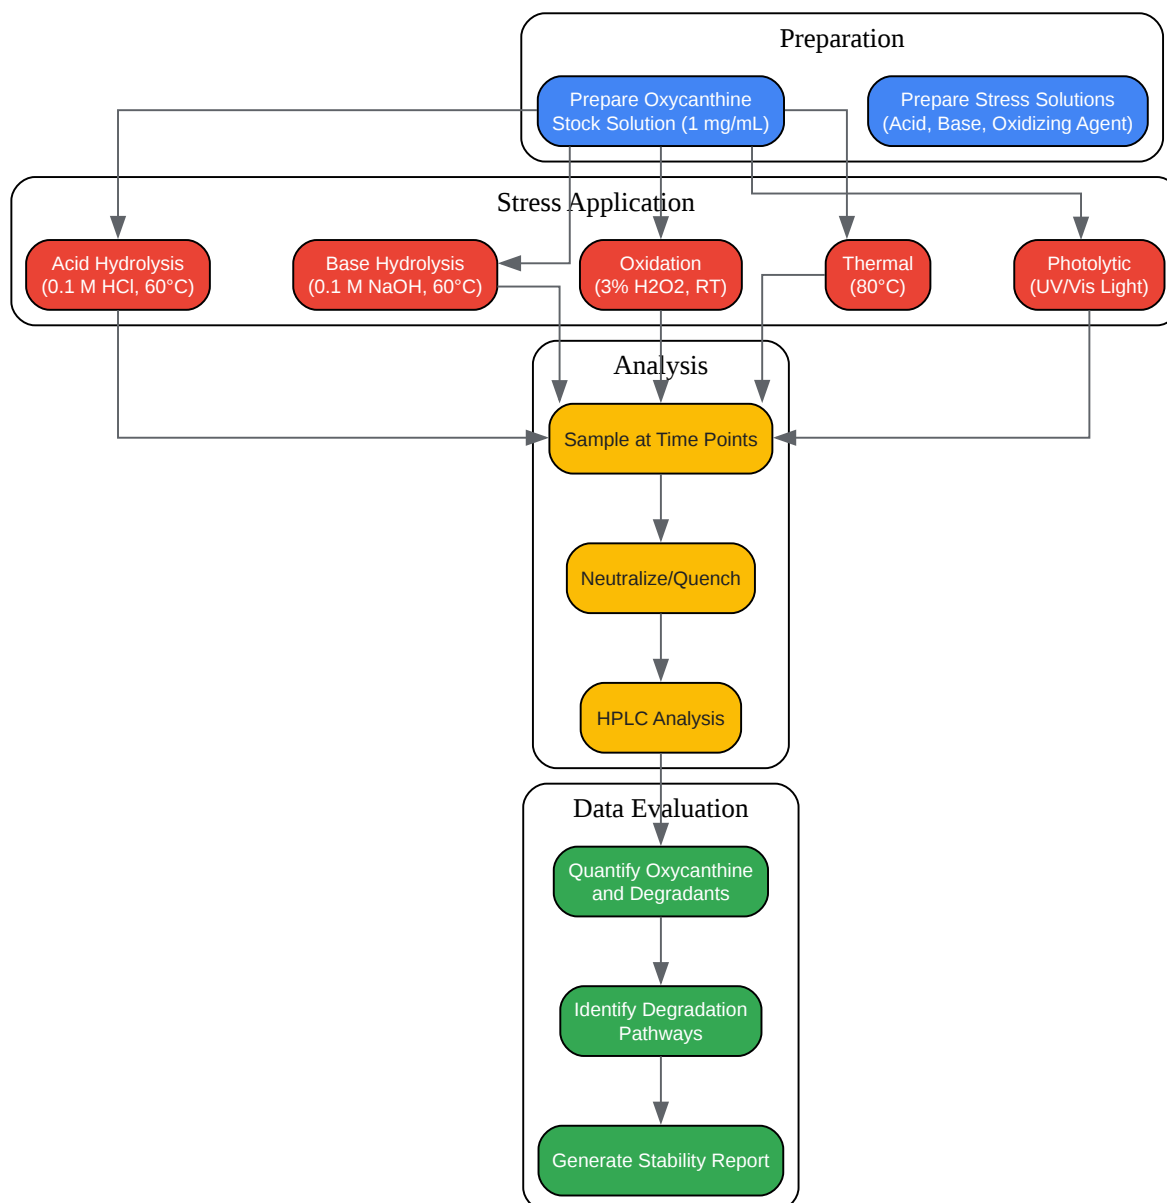 Preparation
Prepare Oxycanthine
Stock Solution (1 mg/mL)
Prepare Stress Solutions
(Acid, Base, Oxidizing Agent)
Stress Application
Acid Hydrolysis
(0.1 M HCl, 60°C)
Base Hydrolysis
(0.1 M NaOH, 60°C)
Oxidation
(3% H2O2, RT)
Thermal
(80°C)
Photolytic
(UV/Vis Light)
Analysis
Sample at Time Points
Neutralize/Quench
HPLC Analysis
Data Evaluation
Quantify Oxycanthine
and Degradants
Identify Degradation
Pathways
Generate Stability Report